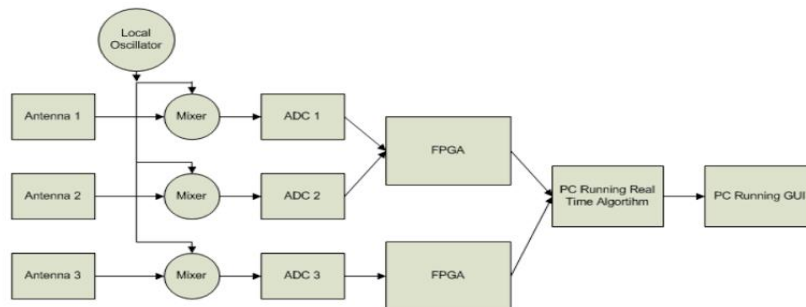 Local
Oscillator
Antenna 1
Mixer
ADC 1
FPGA
Antenna 2
Mixer
ADC 2
PC Running Real
Time Algortihm
PC Running GUI
Antenna 3
Mixer
ADC 3
FPGA